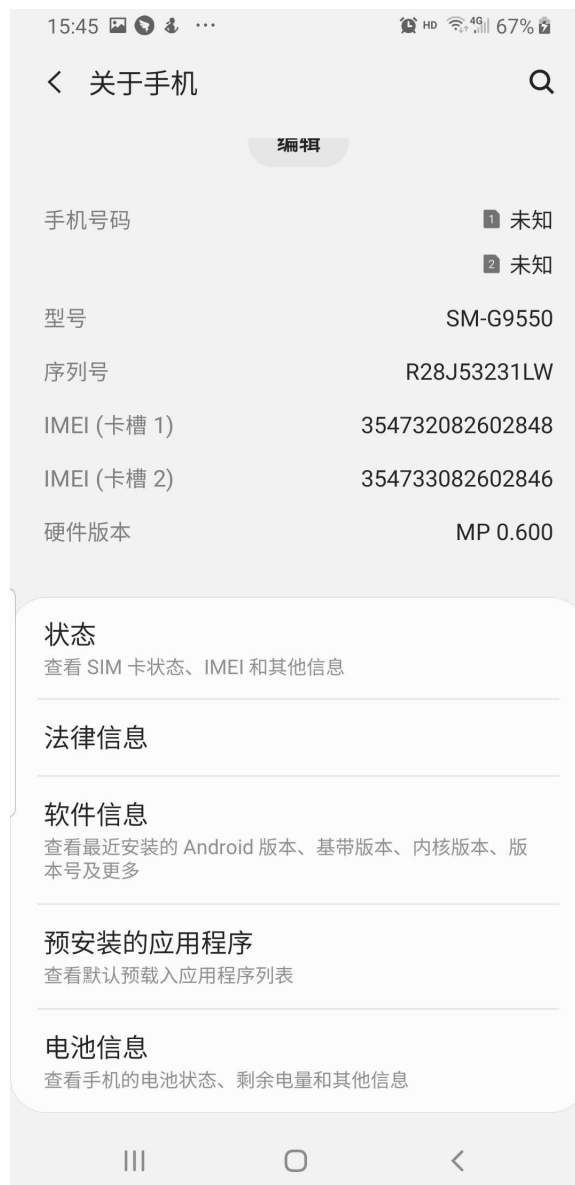 15:45 HD 4G 67%
关于手机
编辑
手机号码 1 未知
2 未知
型号 SM-G9550
序列号 R28J53231LW
IMEI (卡槽 1) 354732082602848
IMEI (卡槽 2) 354733082602846
硬件版本 MP 0.600
状态
查看 SIM 卡状态、IMEI 和其他信息
法律信息
软件信息
查看最近安装的 Android 版本、基带版本、内核版本、版
本号及更多
预安装的应用程序
查看默认预载入应用程序列表
电池信息
查看手机的电池状态、剩余电量和其他信息